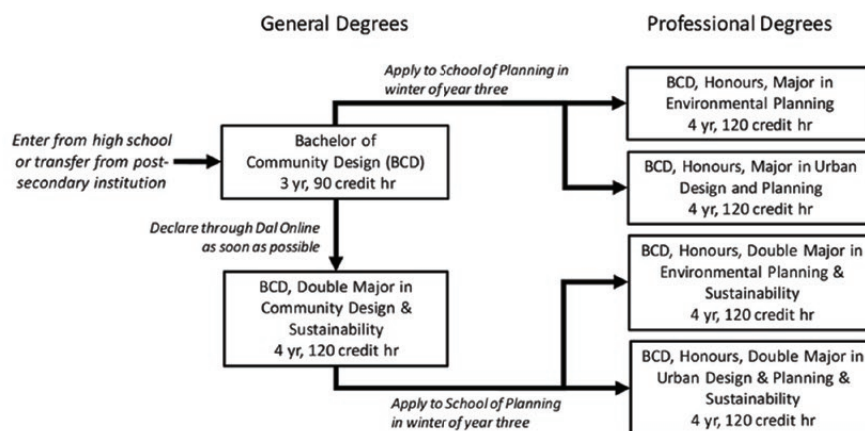 General Degrees
Professional Degrees
Apply to School of Planning in
winter of year three
BCD, Honours, Major in
Environmental Planning
4 yr, 120 credit hr
Enter from high school
or transfer from post-
secondary institution
Bachelor of
Community Design (BCD)
3 yr, 90 credit hr
BCD, Honours, Major in Urban
Design and Planning
4 yr, 120 credit hr
Declare through Dal Online
as soon as possible
BCD, Double Major in
Community Design &
Sustainability
4 yr, 120 credit hr
BCD, Honours, Double Major in
Environmental Planning &
Sustainability
4 yr, 120 credit hr
BCD, Honours, Double Major in
Urban Design & Planning &
Sustainability
4 yr, 120 credit hr
Apply to School of Planning
in winter of year three